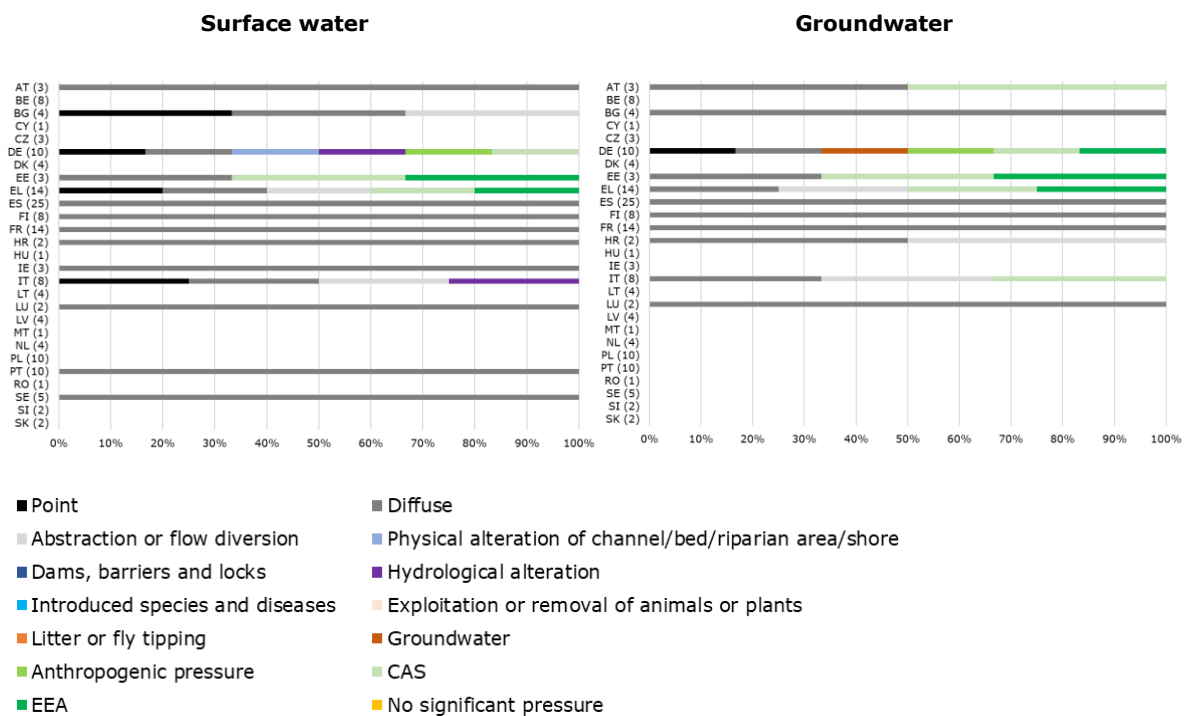 Surface water
Groundwater
AT (3)
BE (8)
BG (4)
CY (1)
CZ (3)
DE (10)
DK (4)
EE (3)
EL (14)
ES (25)
FI (8)
FR (14)
HR (2)
HU (1)
IE (3)
IT (8)
LT (4)
LU (2)
LV (4)
MT (1)
NL (4)
PL (10)
PT (10)
RO (1)
SE (5)
SI (2)
SK (2)
0% 10% 20% 30% 40% 50% 60% 70% 80% 90% 100%
AT (3)
BE (8)
BG (4)
CY (1)
CZ (3)
DE (10)
DK (4)
EE (3)
EL (14)
ES (25)
FI (8)
FR (14)
HR (2)
HU (1)
IE (3)
IT (8)
LT (4)
LU (2)
LV (4)
MT (1)
NL (4)
PL (10)
PT (10)
RO (1)
SE (5)
SI (2)
SK (2)
0% 10% 20% 30% 40% 50% 60% 70% 80% 90% 100%
Point
Diffuse
Abstraction or flow diversion
Physical alteration of channel/bed/riparian area/shore
Dams, barriers and locks
Hydrological alteration
Introduced species and diseases
Exploitation or removal of animals or plants
Litter or fly tipping
Groundwater
Anthropogenic pressure
CAS
EEA
No significant pressure